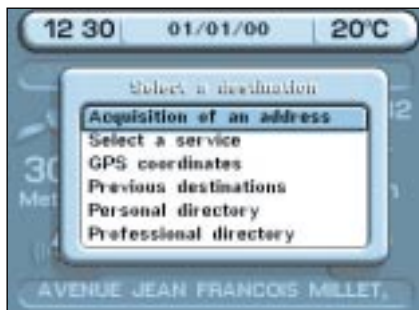 12 30 01/01/00 20°C
Select a destination
Acquisition of an address
Select a service
GPS coordinates
30
Previous destinations
Personal directory
Professional directory
AVENUE JEAN FRANCOIS MILLET,